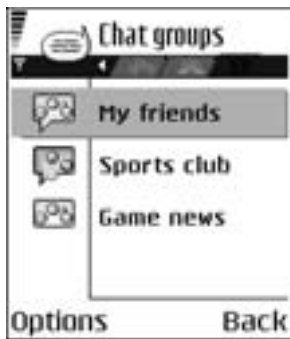 Chat groups
My friends
Sports club
Game news
Options Back